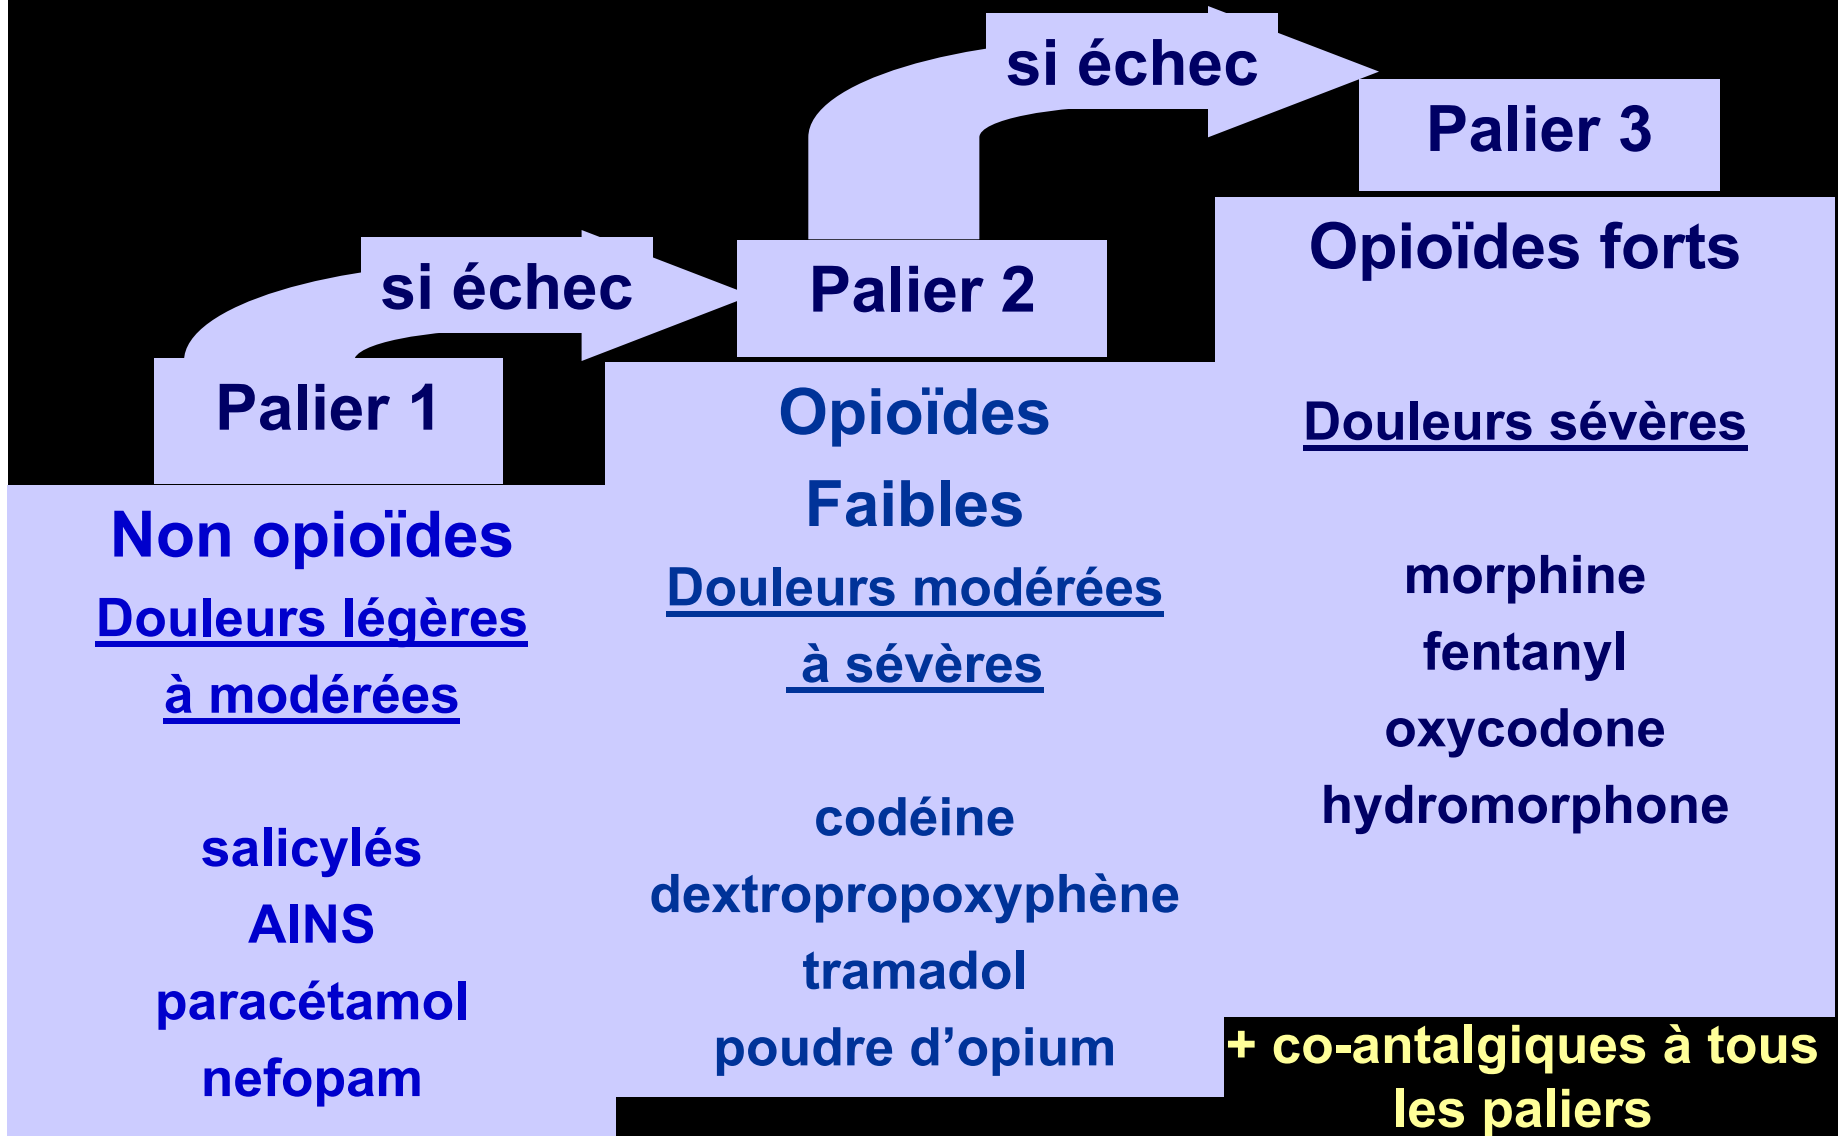 Palier 1
Non opioïdes
Douleurs légères
à modérées
salicylés
AINS
paracétamol
nefopam
si échec
Palier 2
Opioïdes
Faibles
Douleurs modérées
à sévères
codéine
dextropropoxyphène
tramadol
poudre d’opium
si échec
Palier 3
Opioïdes forts
Douleurs sévères
morphine
fentanyl
oxycodone
hydromorphone
+ co-antalgiques à tous
les paliers